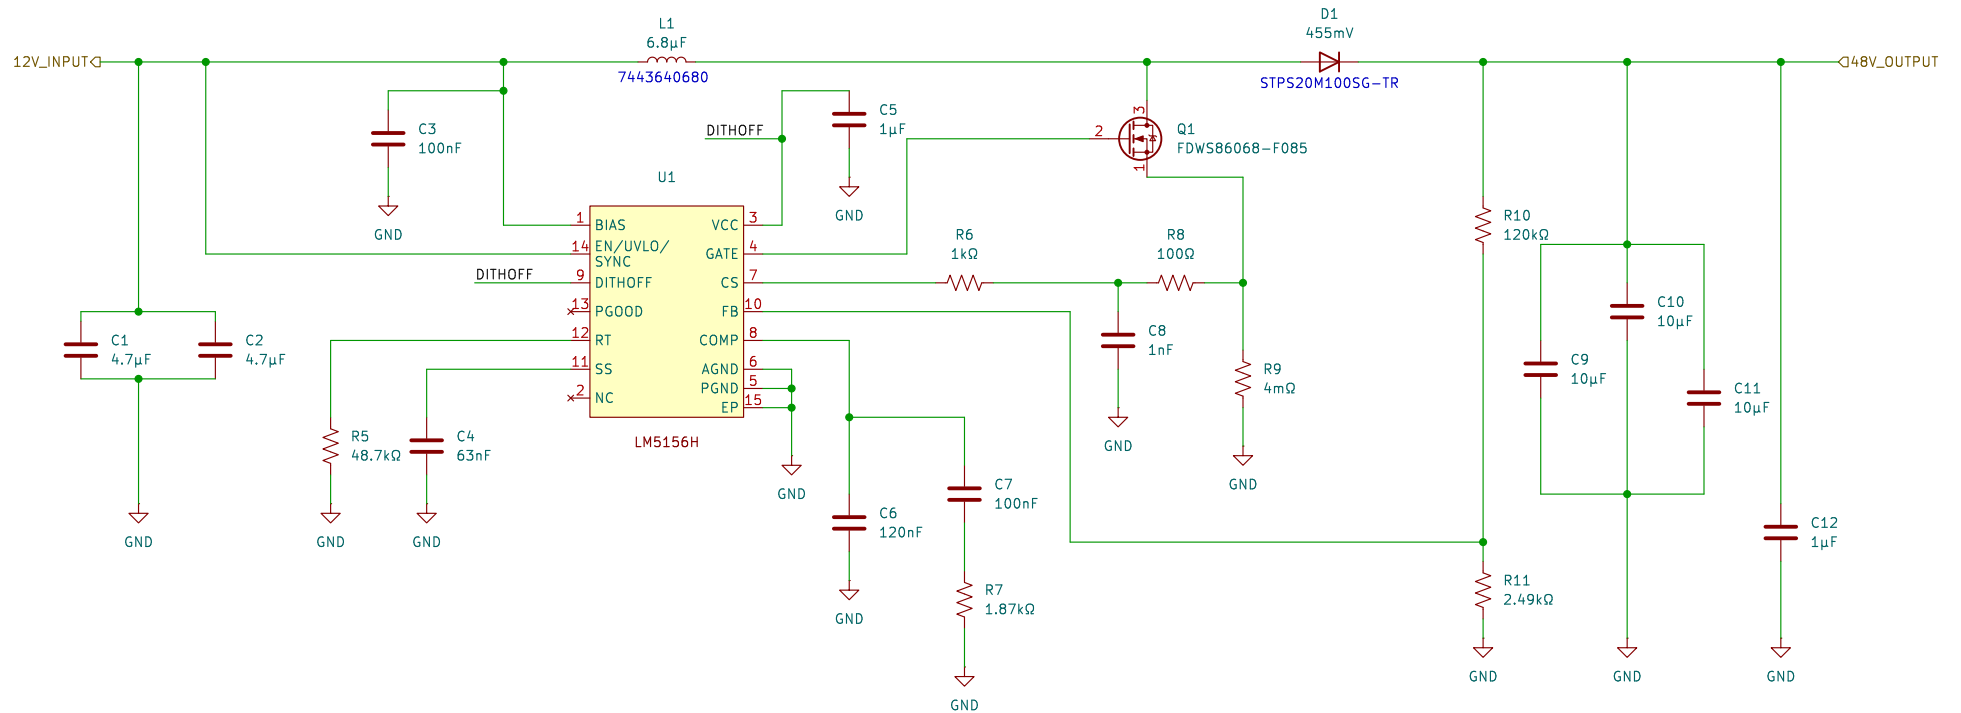 12V_INPUT
L1
6.8µF
7443640680
D1
455mV
STPS20M100SG-TR
48V_OUTPUT
C3
100nF
GND
DITHOFF
C5
1µF
GND
2
3
1
Q1
FDWS86068-F085
U1
1
BIAS
14
EN/UVLO/
SYNC
DITHOFF
9
DITHOFF
13
PGOOD
12
RT
11
SS
2
NC
VCC
3
GATE
4
CS
7
FB
10
COMP
8
AGND
6
PGND
5
EP
15
LM5156H
GND
R6
1kΩ
R8
100Ω
C8
1nF
GND
R9
4mΩ
GND
C1
4.7µF
C2
4.7µF
GND
R5
48.7kΩ
GND
C4
63nF
GND
C6
120nF
GND
C7
100nF
R7
1.87kΩ
GND
R10
120kΩ
R11
2.49kΩ
GND
C9
10µF
C10
10µF
C11
10µF
GND
C12
1µF
GND